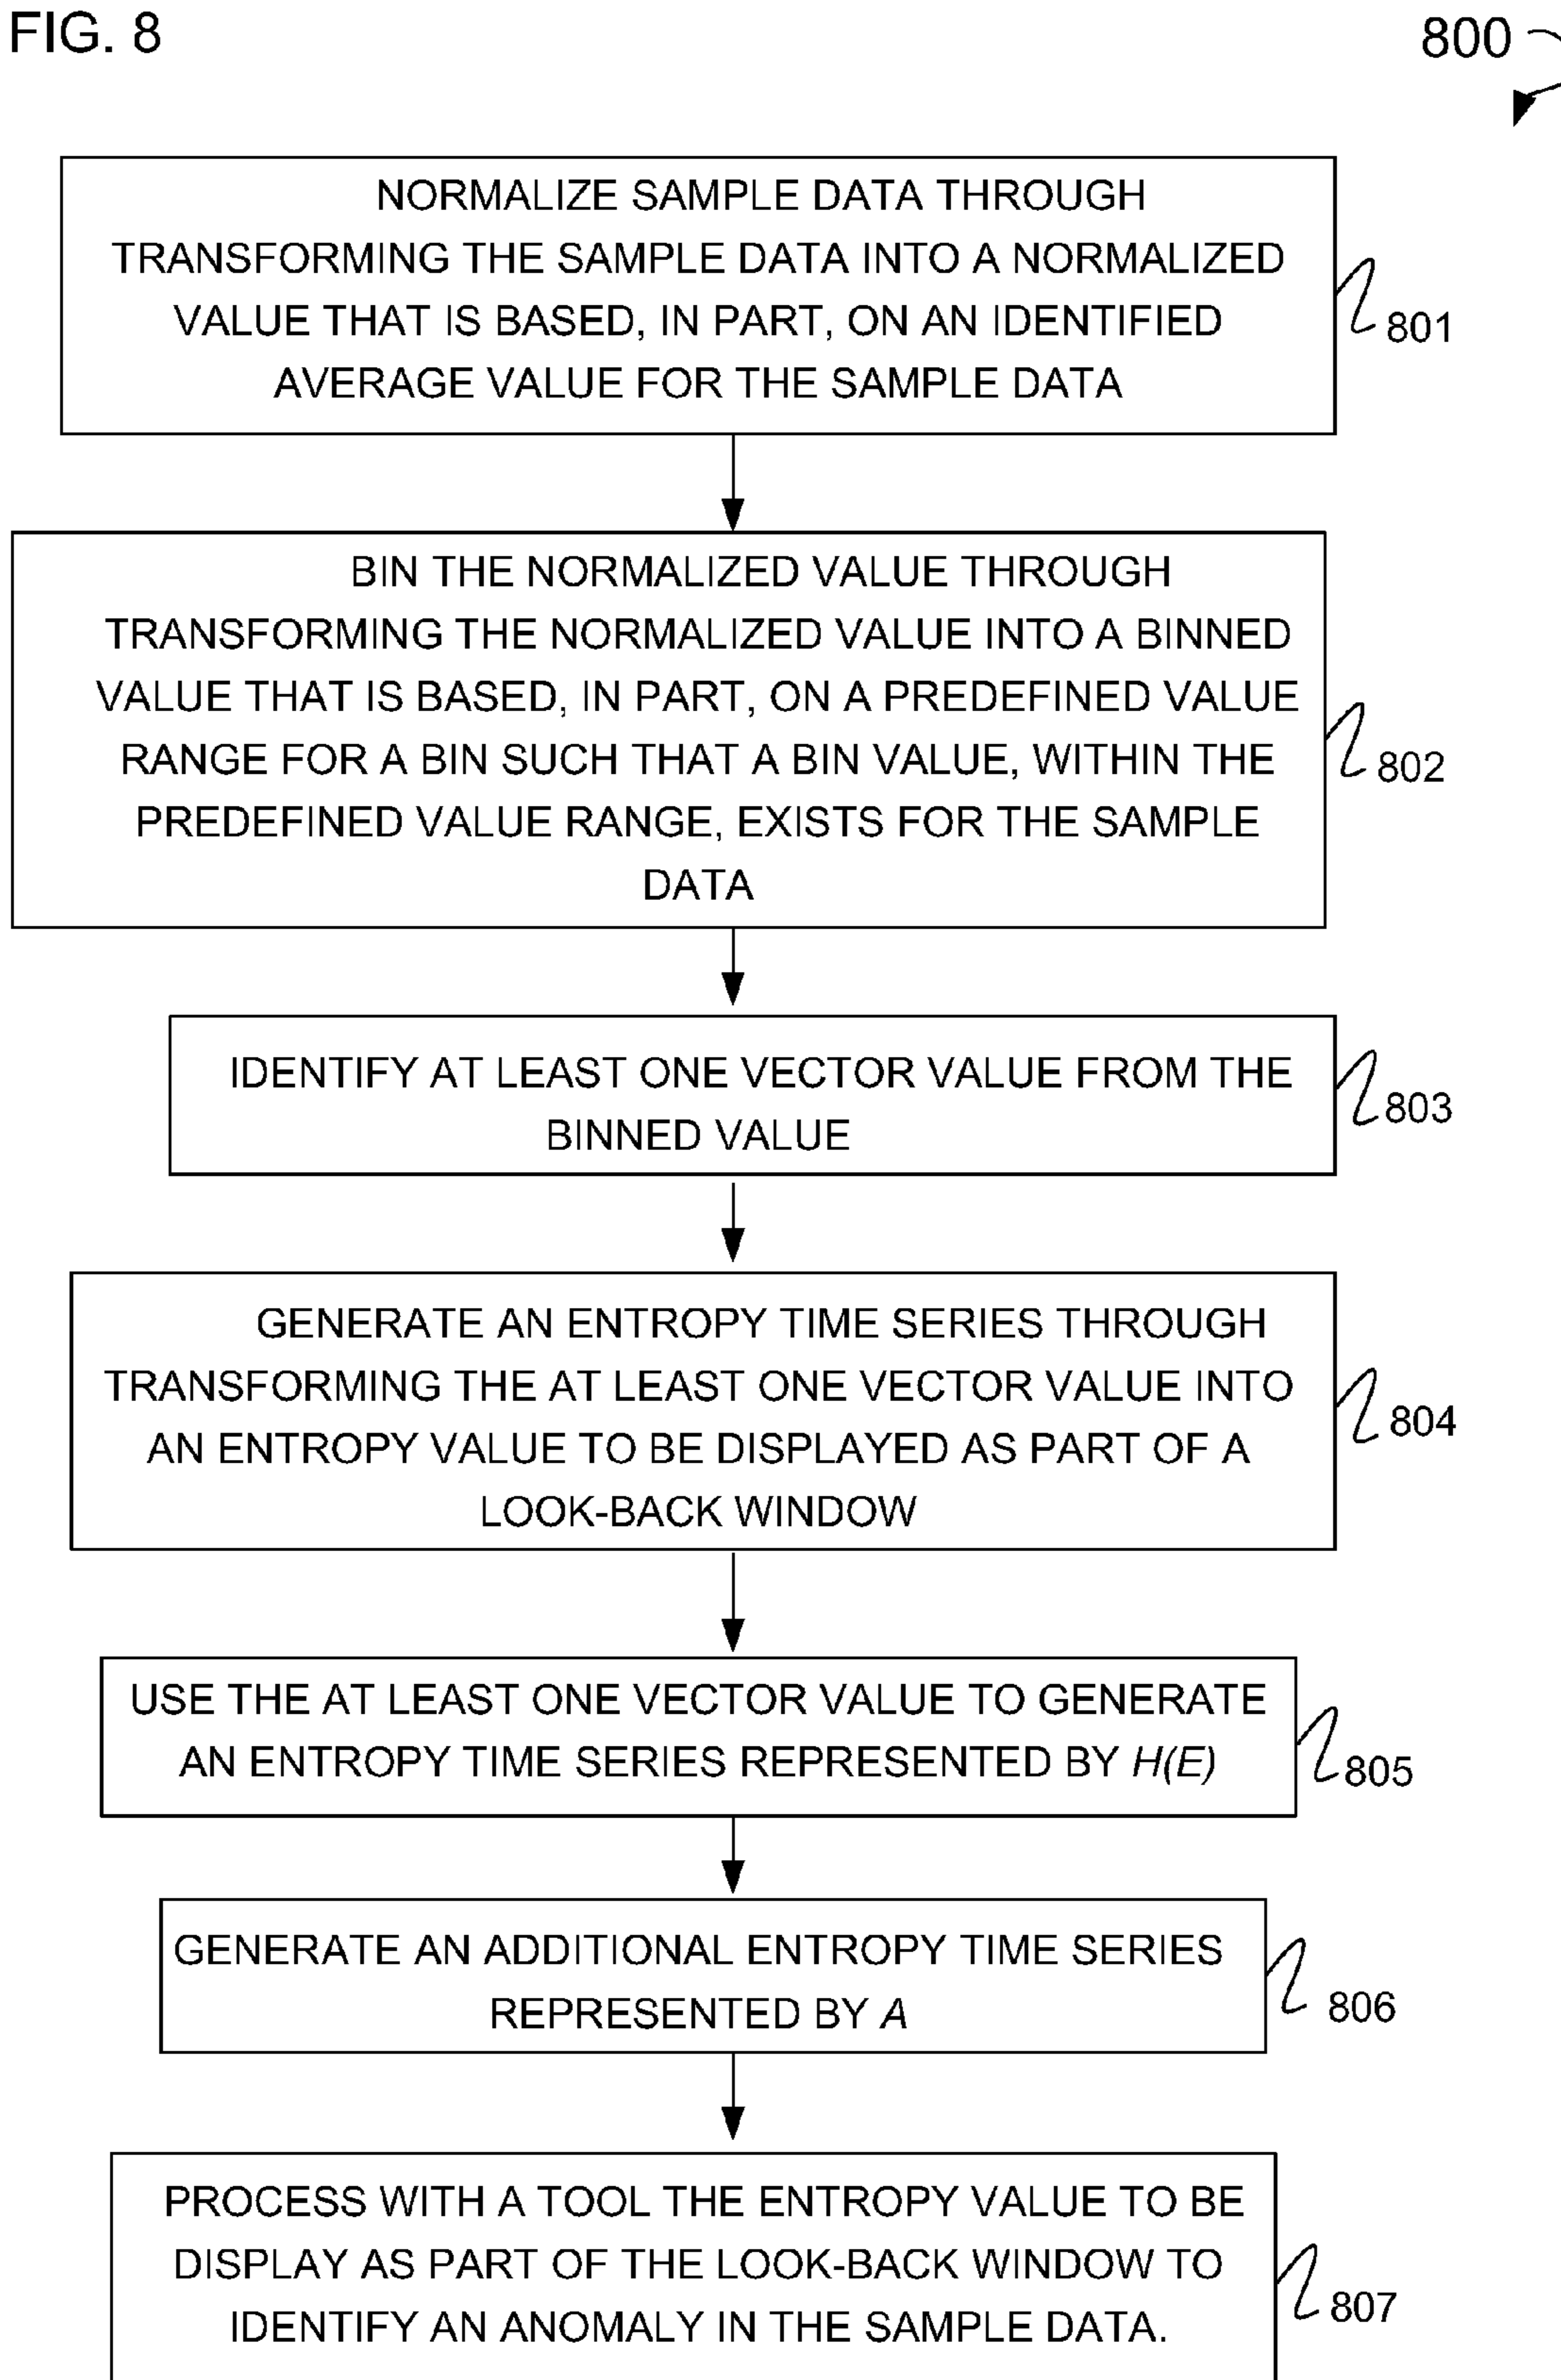 FIG. 8
800
NORMALIZE SAMPLE DATA THROUGH
TRANSFORMING THE SAMPLE DATA INTO A NORMALIZED
VALUE THAT IS BASED, IN PART, ON AN IDENTIFIED
AVERAGE VALUE FOR THE SAMPLE DATA
801
BIN THE NORMALIZED VALUE THROUGH
TRANSFORMING THE NORMALIZED VALUE INTO A BINNED
VALUE THAT IS BASED, IN PART, ON A PREDEFINED VALUE
RANGE FOR A BIN SUCH THAT A BIN VALUE, WITHIN THE
PREDEFINED VALUE RANGE, EXISTS FOR THE SAMPLE
DATA
802
IDENTIFY AT LEAST ONE VECTOR VALUE FROM THE
BINNED VALUE
803
GENERATE AN ENTROPY TIME SERIES THROUGH
TRANSFORMING THE AT LEAST ONE VECTOR VALUE INTO
AN ENTROPY VALUE TO BE DISPLAYED AS PART OF A
LOOK-BACK WINDOW
804
USE THE AT LEAST ONE VECTOR VALUE TO GENERATE
AN ENTROPY TIME SERIES REPRESENTED BY H(E)
805
GENERATE AN ADDITIONAL ENTROPY TIME SERIES
REPRESENTED BY A
806
PROCESS WITH A TOOL THE ENTROPY VALUE TO BE
DISPLAY AS PART OF THE LOOK-BACK WINDOW TO
IDENTIFY AN ANOMALY IN THE SAMPLE DATA.
807